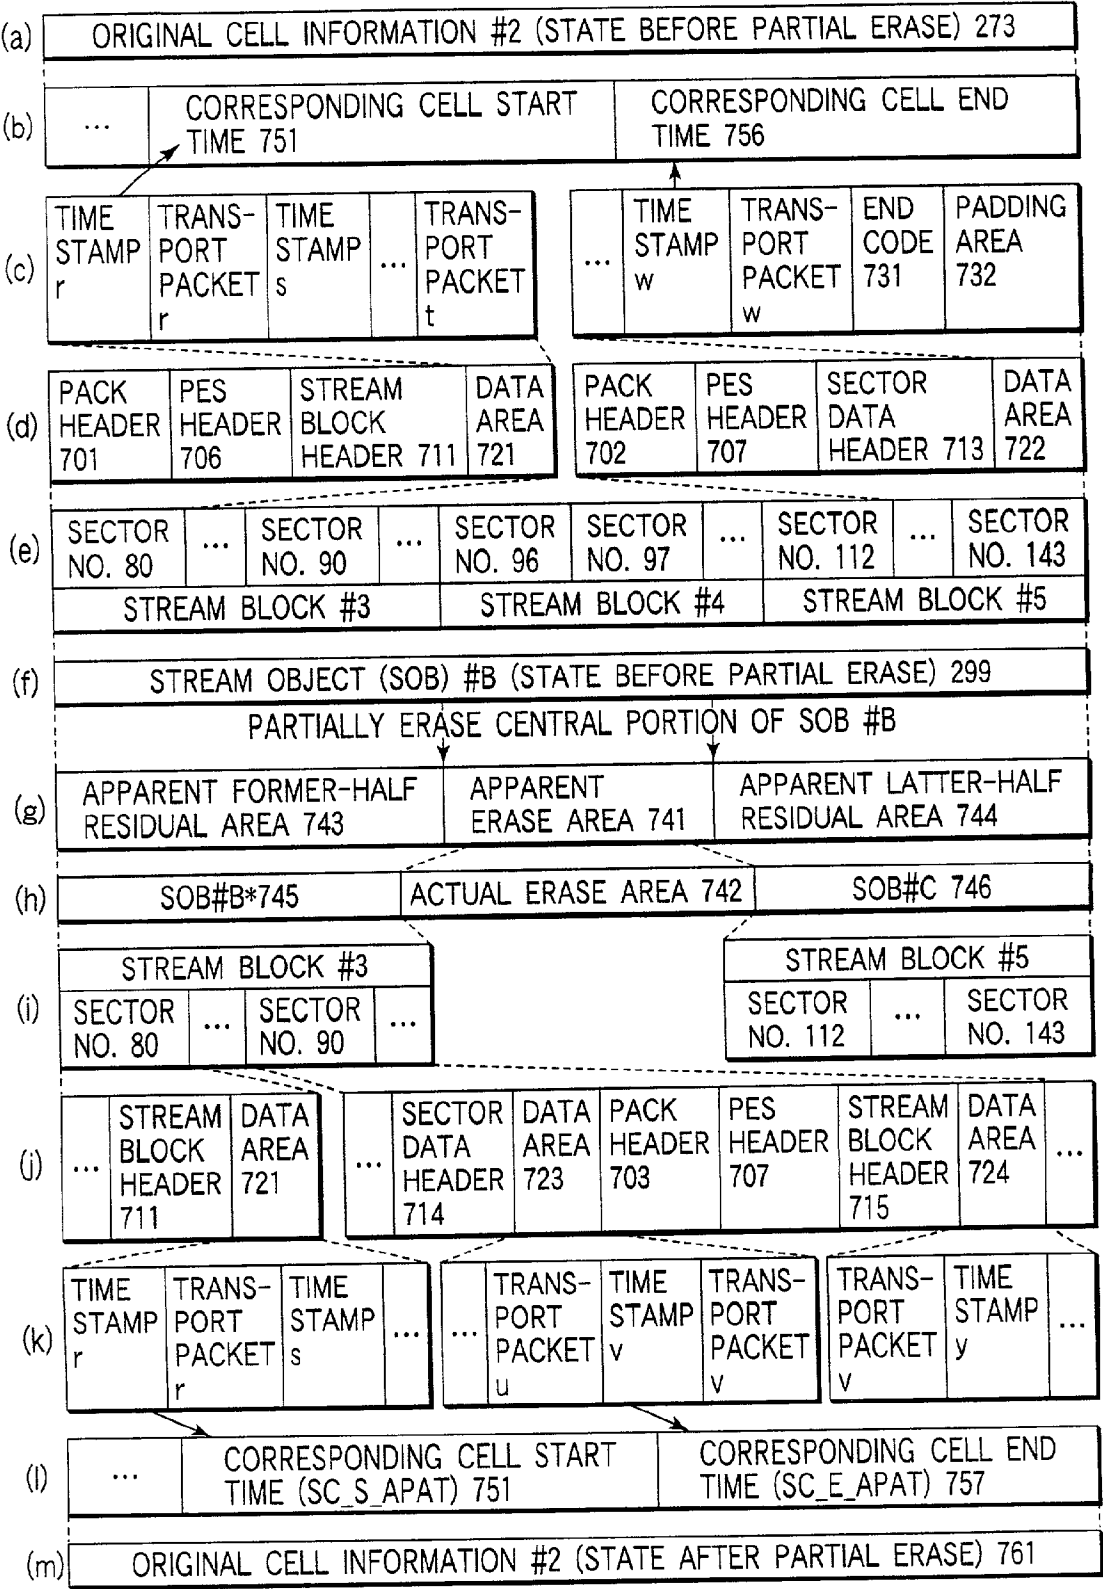 (a) ORIGINAL CELL INFORMATION #2 (STATE BEFORE PARTIAL ERASE) 273
(b) ... CORRESPONDING CELL START TIME 751 CORRESPONDING CELL END TIME 756
(c) TIME STAMP r TRANS-PORT PACKET r TIME STAMP s ... TRANS-PORT PACKET t ... TIME STAMP w TRANS-PORT PACKET w END CODE 731 PADDING AREA 732
(d) PACK HEADER 701 PES HEADER 706 STREAM BLOCK HEADER 711 DATA AREA 721 PACK HEADER 702 PES HEADER 707 SECTOR DATA HEADER 713 DATA AREA 722
(e) SECTOR NO. 80 ... SECTOR NO. 90 ... SECTOR NO. 96 SECTOR NO. 97 ... SECTOR NO. 112 ... SECTOR NO. 143
STREAM BLOCK #3 STREAM BLOCK #4 STREAM BLOCK #5
(f) STREAM OBJECT (SOB) #B (STATE BEFORE PARTIAL ERASE) 299
PARTIALLY ERASE CENTRAL PORTION OF SOB #B
(g) APPARENT FORMER-HALF RESIDUAL AREA 743 APPARENT ERASE AREA 741 APPARENT LATTER-HALF RESIDUAL AREA 744
(h) SOB#B*745 ACTUAL ERASE AREA 742 SOB#C 746
(i) STREAM BLOCK #3 STREAM BLOCK #5
SECTOR NO. 80 ... SECTOR NO. 90 ... SECTOR NO. 112 ... SECTOR NO. 143
(j) ... STREAM BLOCK HEADER 711 DATA AREA 721 ... SECTOR DATA HEADER 714 DATA AREA 723 PACK HEADER 703 PES HEADER 707 STREAM BLOCK HEADER 715 DATA AREA 724 ...
(k) TIME STAMP r TRANS-PORT PACKET r TIME STAMP s ... ... TRANS-PORT PACKET u TIME STAMP v TRANS-PORT PACKET v TRANS-PORT PACKET v TIME STAMP y ...
(l) ... CORRESPONDING CELL START TIME (SC_S_APAT) 751 CORRESPONDING CELL END TIME (SC_E_APAT) 757
(m) ORIGINAL CELL INFORMATION #2 (STATE AFTER PARTIAL ERASE) 761